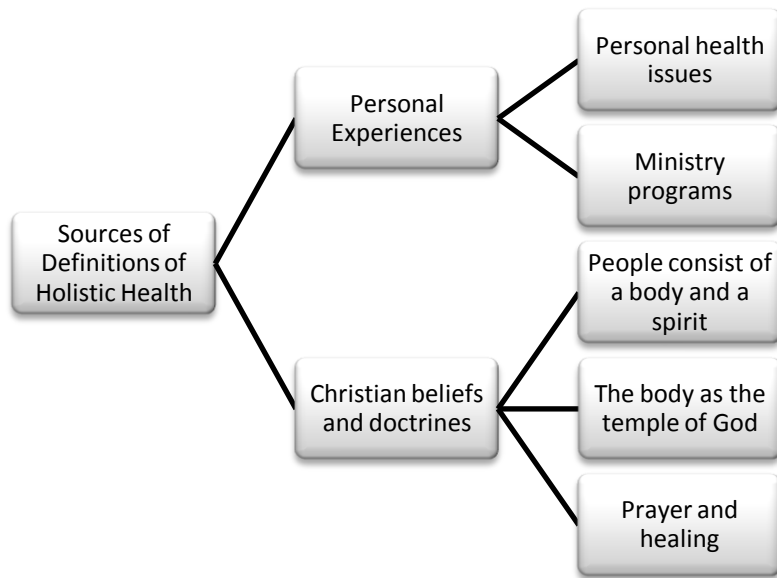 Sources of
Definitions of
Holistic Health
Personal
Experiences
Personal health
issues
Ministry
programs
Christian beliefs
and doctrines
People consist of
a body and a
spirit
The body as the
temple of God
Prayer and
healing